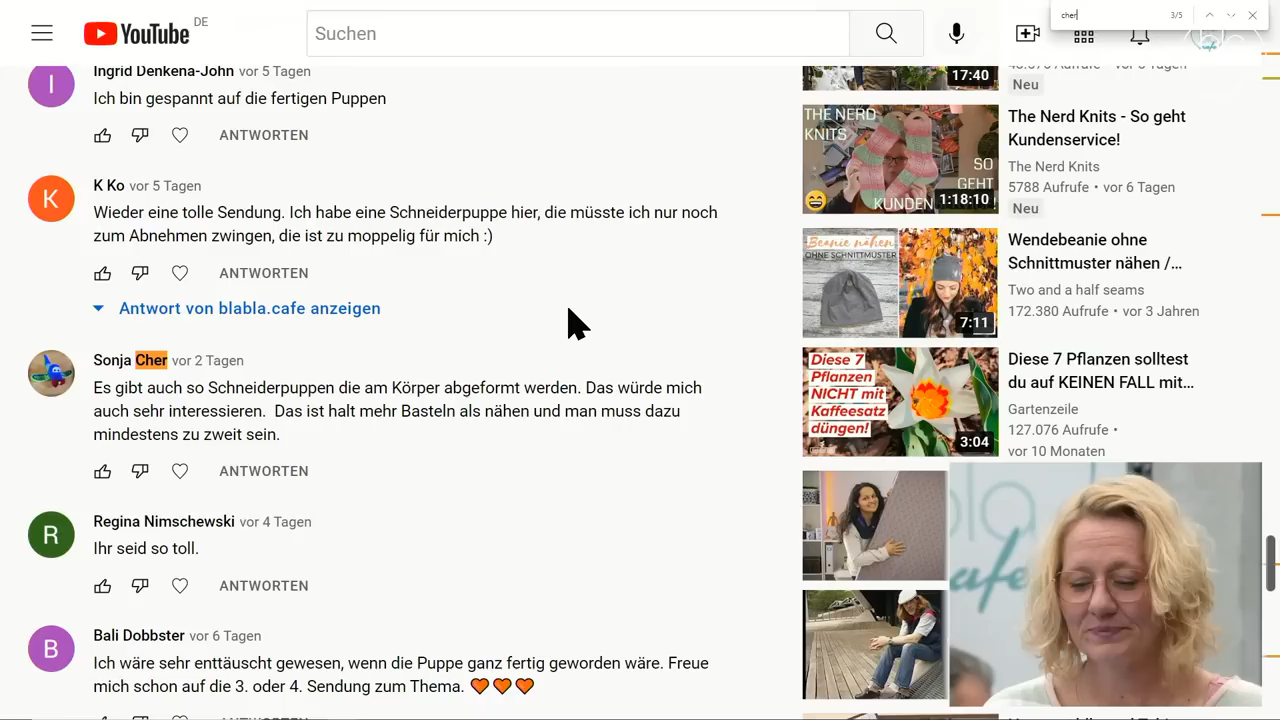 YouTube DE
Suchen
cher 3/5
Ingrid Denkena-John vor 5 Tagen
Ich bin gespannt auf die fertigen Puppen
ANTWORTEN
K
K Ko vor 5 Tagen
Wieder eine tolle Sendung. Ich habe eine Schneiderpuppe hier, die müsste ich nur noch
zum Abnehmen zwingen, die ist zu moppelig für mich :)
ANTWORTEN
Antwort von blabla.cafe anzeigen
Sonja Cher vor 2 Tagen
Es gibt auch so Schneiderpuppen die am Körper abgeformt werden. Das würde mich
auch sehr interessieren. Das ist halt mehr Basteln als nähen und man muss dazu
mindestens zu zweit sein.
ANTWORTEN
R
Regina Nimschewski vor 4 Tagen
Ihr seid so toll.
ANTWORTEN
B
Bali Dobbster vor 6 Tagen
Ich wäre sehr enttäuscht gewesen, wenn die Puppe ganz fertig geworden wäre. Freue
mich schon auf die 3. oder 4. Sendung zum Thema. 🧡🧡🧡
17:40
Neu
THE NERD
KNITS
SO
GEHT
KUNDENSERVICE!
1:18:10
The Nerd Knits - So geht
Kundenservice!
The Nerd Knits
5788 Aufrufe • vor 6 Tagen
Neu
Beanie nähen
OHNE SCHNITTMUSTER
7:11
Wendebeanie ohne
Schnittmuster nähen /...
Two and a half seams
172.380 Aufrufe • vor 3 Jahren
Diese 7
Pflanzen
NICHT mit
Kaffeesatz
düngen!
3:04
Diese 7 Pflanzen solltest
du auf KEINEN FALL mit...
Gartenzeile
127.076 Aufrufe •
vor 10 Monaten